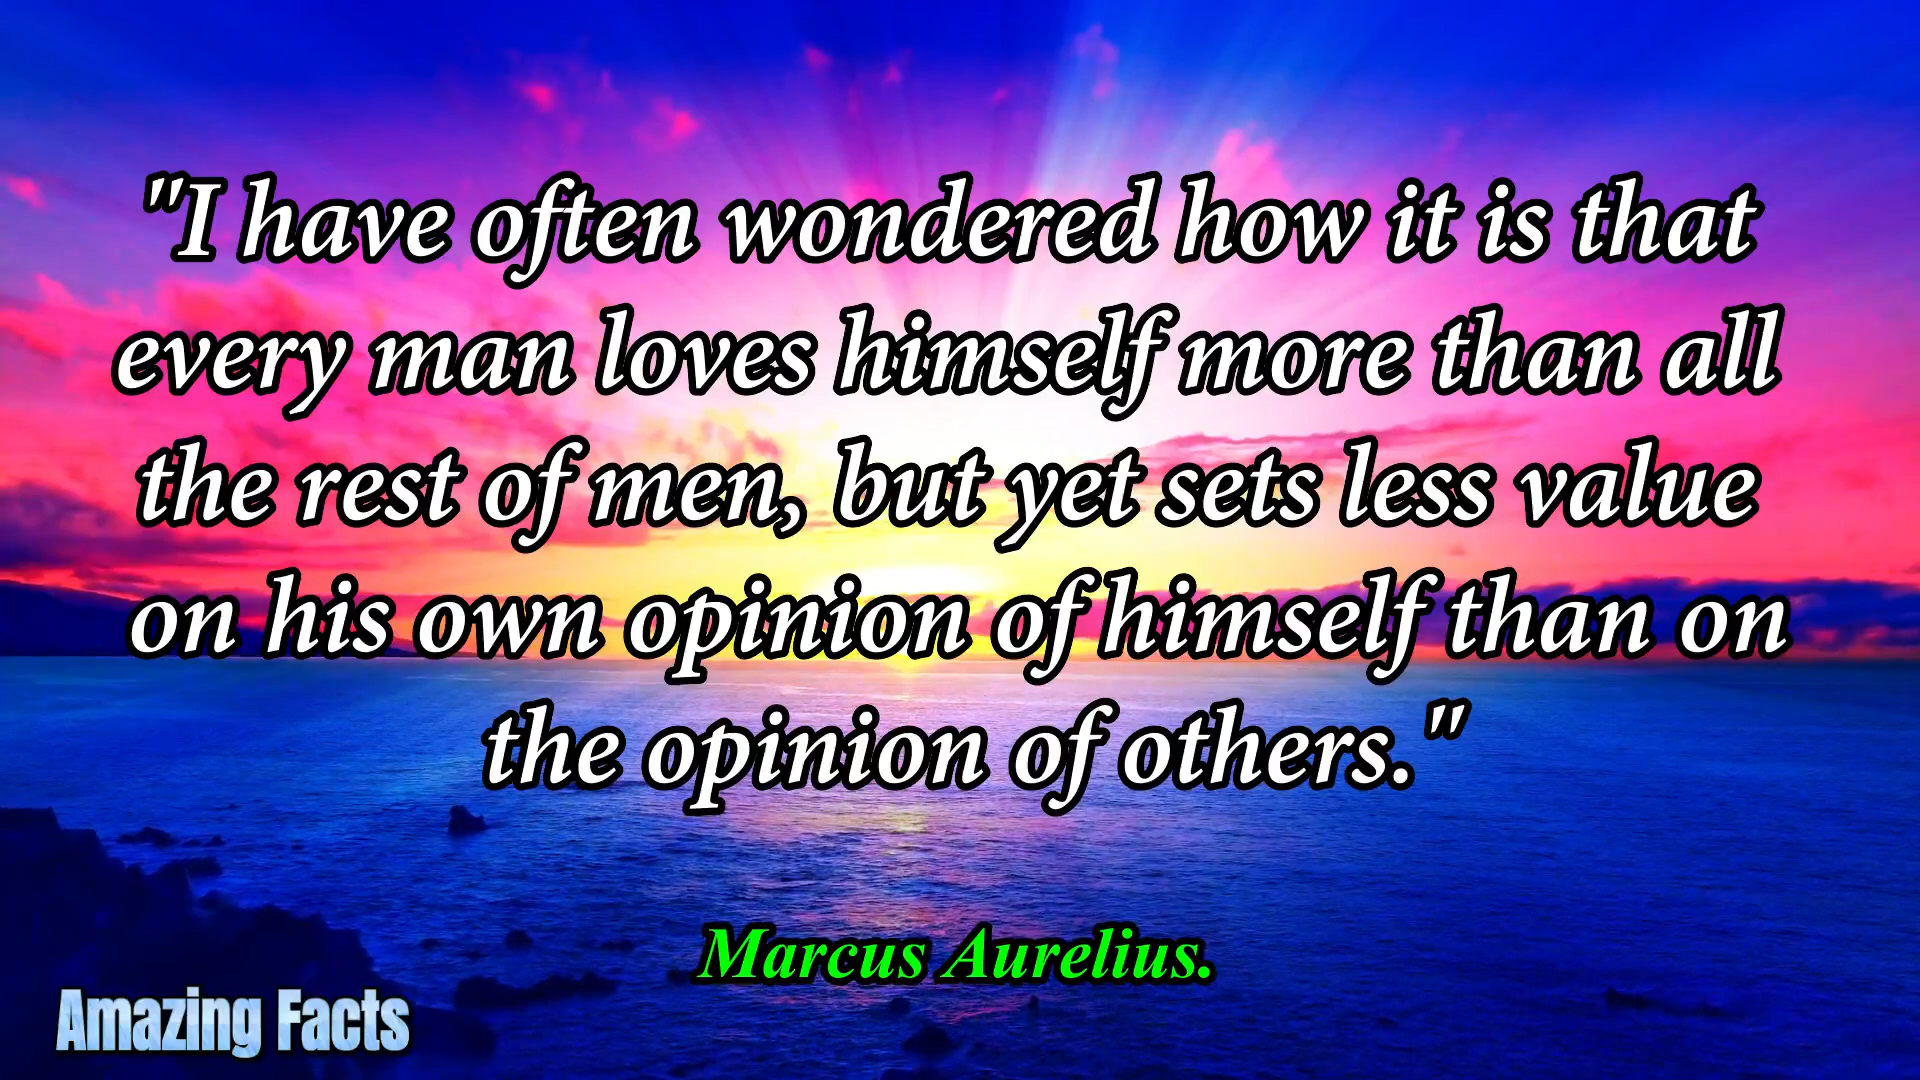 "I have often wondered how it is that
every man loves himself more than all
the rest of men, but yet sets less value
on his own opinion of himself than on
the opinion of others."
Marcus Aurelius.
Amazing Facts